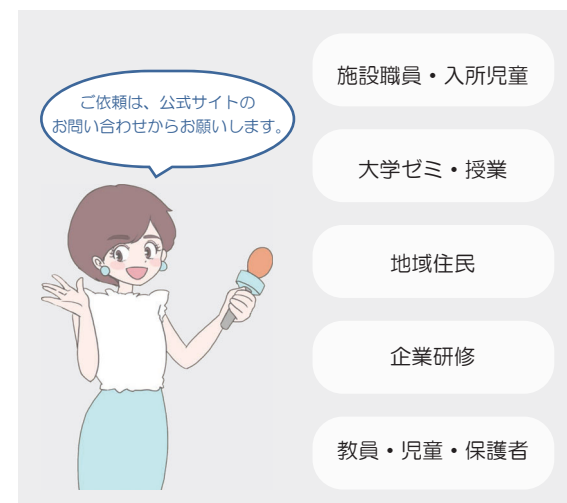 ご依頼は、公式サイトの
お問い合わせからお願いします。
施設職員・入所児童
大学ゼミ・授業
地域住民
企業研修
教員・児童・保護者